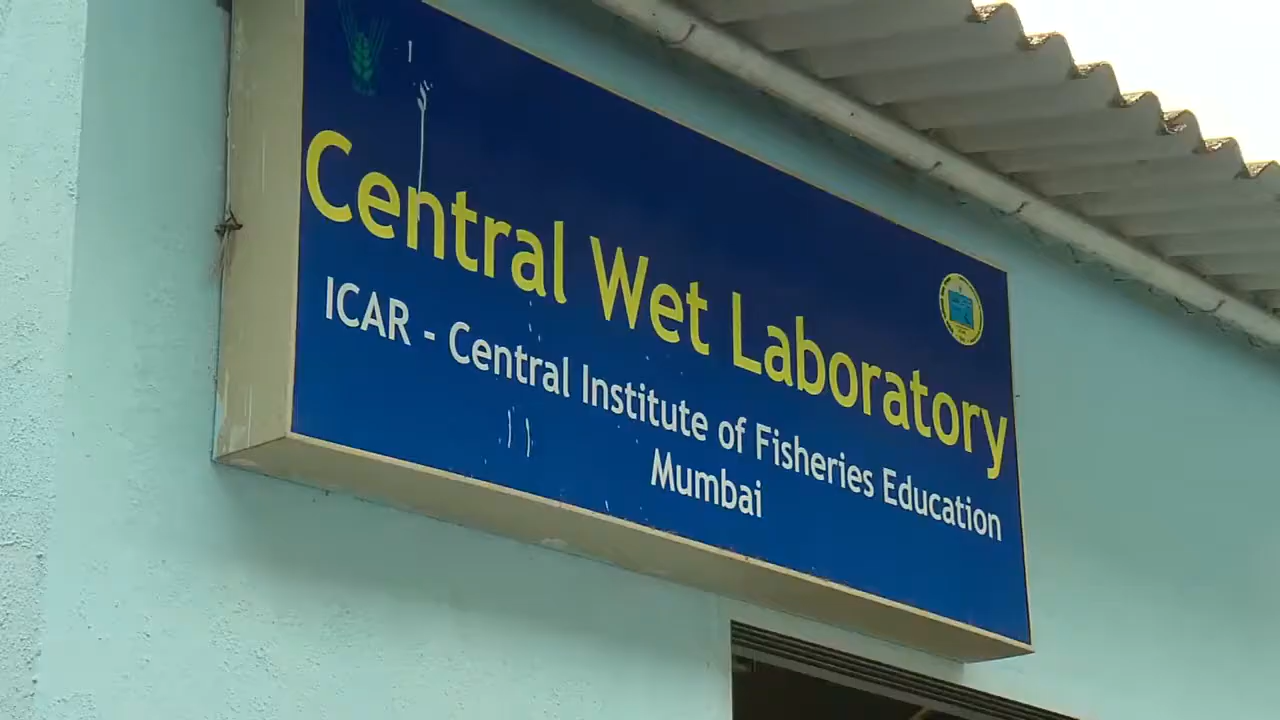 Central Wet Laboratory
ICAR - Central Institute of Fisheries Education
Mumbai